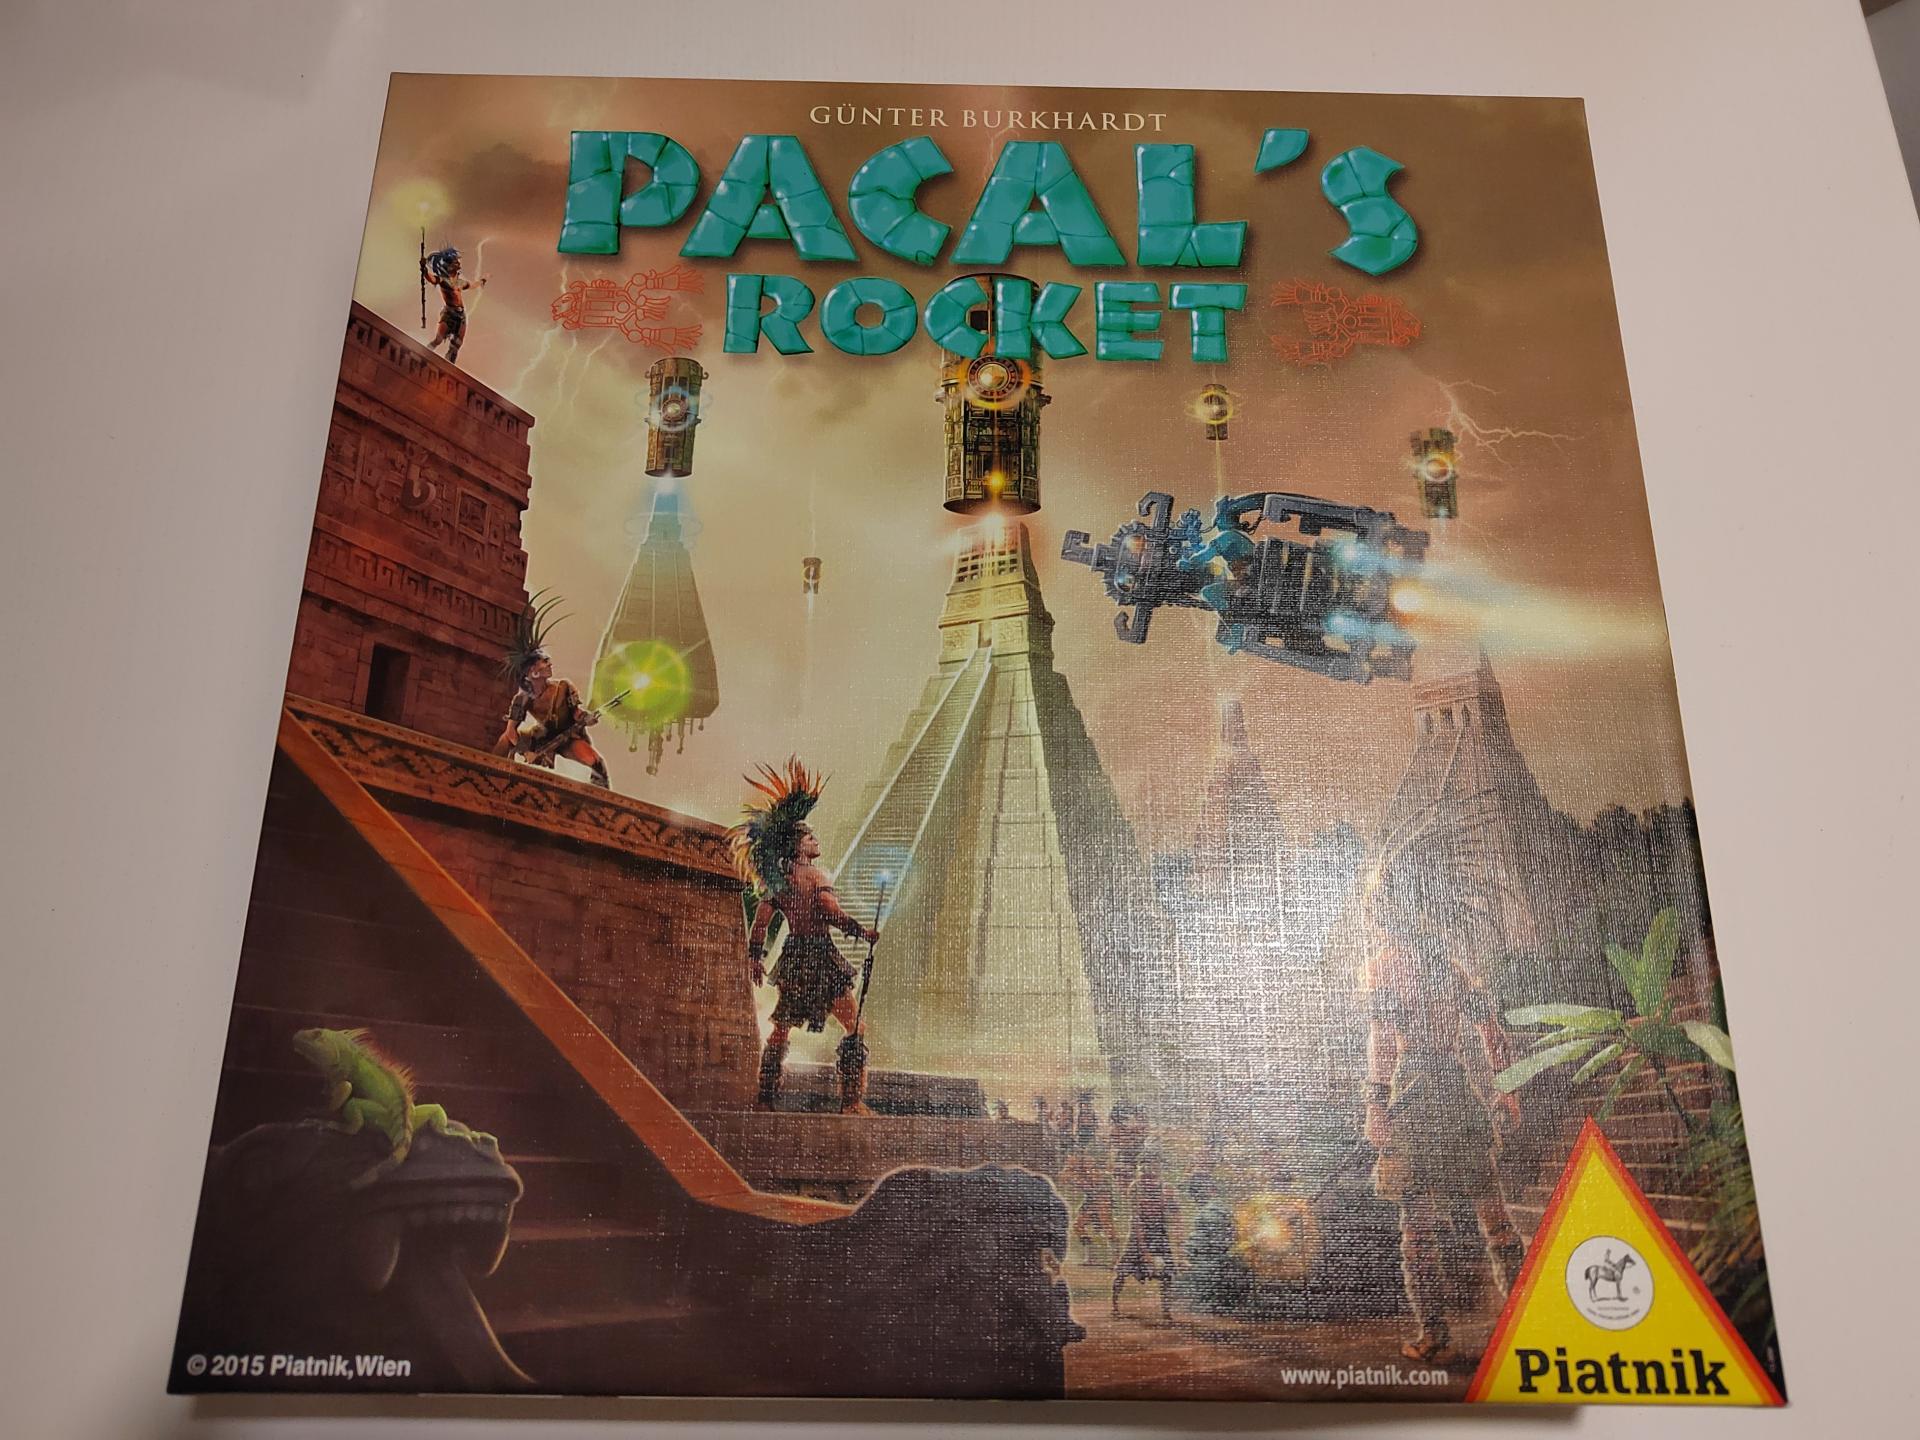 GÜNTER BURKHARDT
PACAL'S
ROCKET
© 2015 Piatnik, Wien
www.piatnik.com
Piatnik